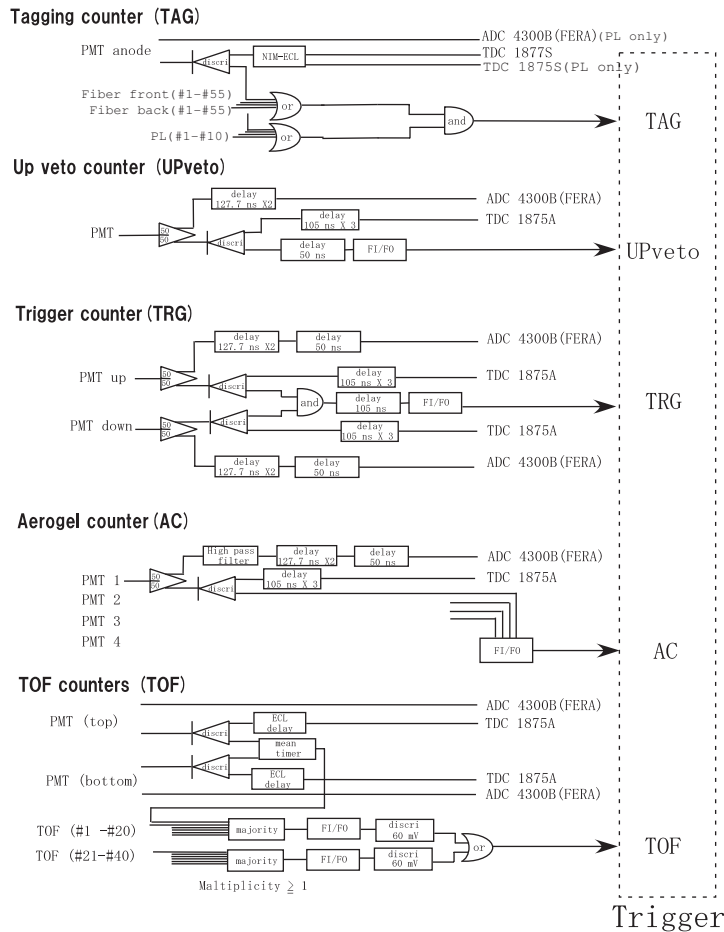 Tagging counter (TAG)
ADC 4300B(FERA)(PL only)
PMT anode
discri
NIM-ECL
TDC 1877S
TDC 1875S(PL only)
Fiber front(#1-#55)
Fiber back(#1-#55)
or
PL(#1-#10)
or
and
TAG
Up veto counter (UPveto)
delay
127.7 ns X2
ADC 4300B(FERA)
delay
105 ns X 3
TDC 1875A
PMT
50
50
discri
delay
50 ns
FI/FO
UPveto
Trigger counter (TRG)
delay
127.7 ns X2
delay
50 ns
ADC 4300B(FERA)
PMT up
50
50
discri
delay
105 ns X 3
TDC 1875A
and
delay
105 ns
FI/FO
TRG
PMT down
50
50
discri
delay
105 ns X 3
TDC 1875A
delay
127.7 ns X2
delay
50 ns
ADC 4300B(FERA)
Aerogel counter (AC)
High pass
filter
delay
127.7 ns X2
delay
50 ns
ADC 4300B(FERA)
PMT 1
50
50
discri
delay
105 ns X 3
TDC 1875A
PMT 2
PMT 3
PMT 4
FI/FO
AC
TOF counters (TOF)
ADC 4300B(FERA)
PMT (top)
discri
ECL
delay
TDC 1875A
mean
timer
PMT (bottom)
discri
ECL
delay
TDC 1875A
ADC 4300B(FERA)
TOF (#1 -#20)
majority
FI/FO
discri
60 mV
or
TOF
TOF (#21-#40)
majority
FI/FO
discri
60 mV
Maltiplicity ≧ 1
Trigger